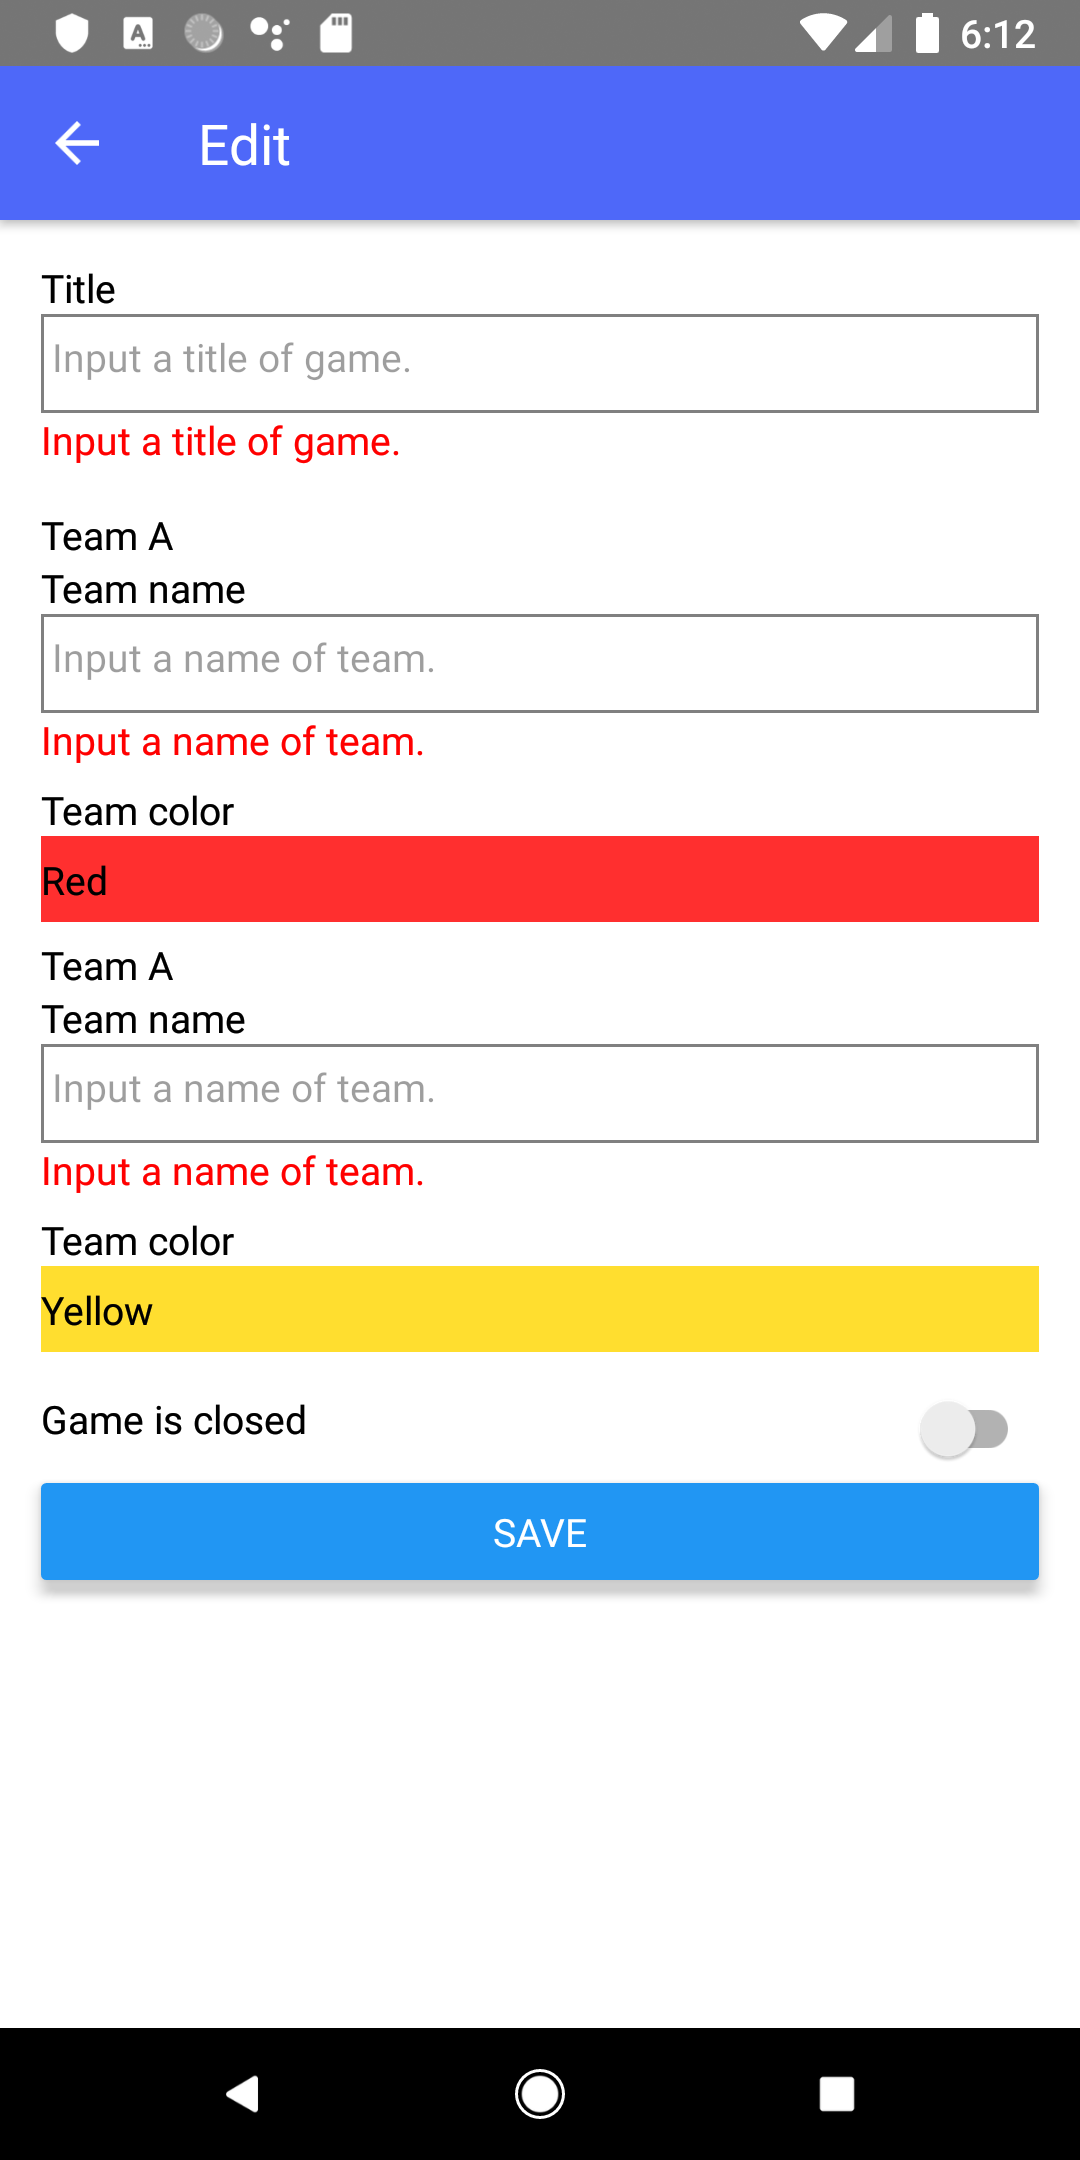 6:12
Edit
Title
Input a title of game.
Input a title of game.
Team A
Team name
Input a name of team.
Input a name of team.
Team color
Red
Team A
Team name
Input a name of team.
Input a name of team.
Team color
Yellow
Game is closed
SAVE